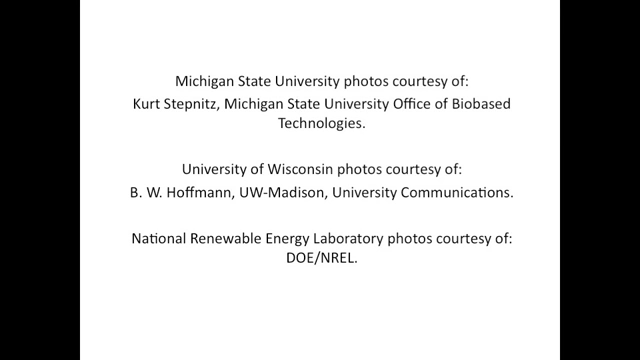 Michigan State University photos courtesy of:
Kurt Stepnitz, Michigan State University Office of Biobased
Technologies.
University of Wisconsin photos courtesy of:
B. W. Hoffmann, UW-Madison, University Communications.
National Renewable Energy Laboratory photos courtesy of:
DOE/NREL.